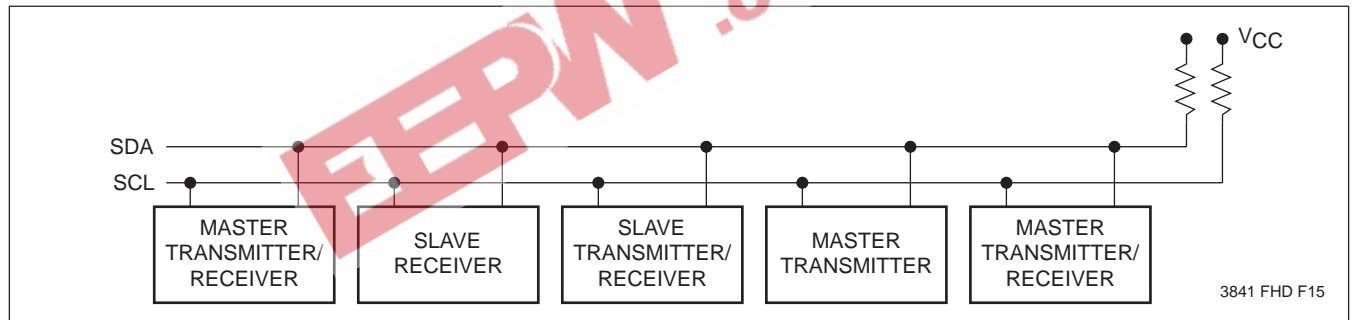 VCC
SDA
SCL
MASTER
TRANSMITTER/
RECEIVER
SLAVE
RECEIVER
SLAVE
TRANSMITTER/
RECEIVER
MASTER
TRANSMITTER
MASTER
TRANSMITTER/
RECEIVER
3841 FHD F15
EEPW